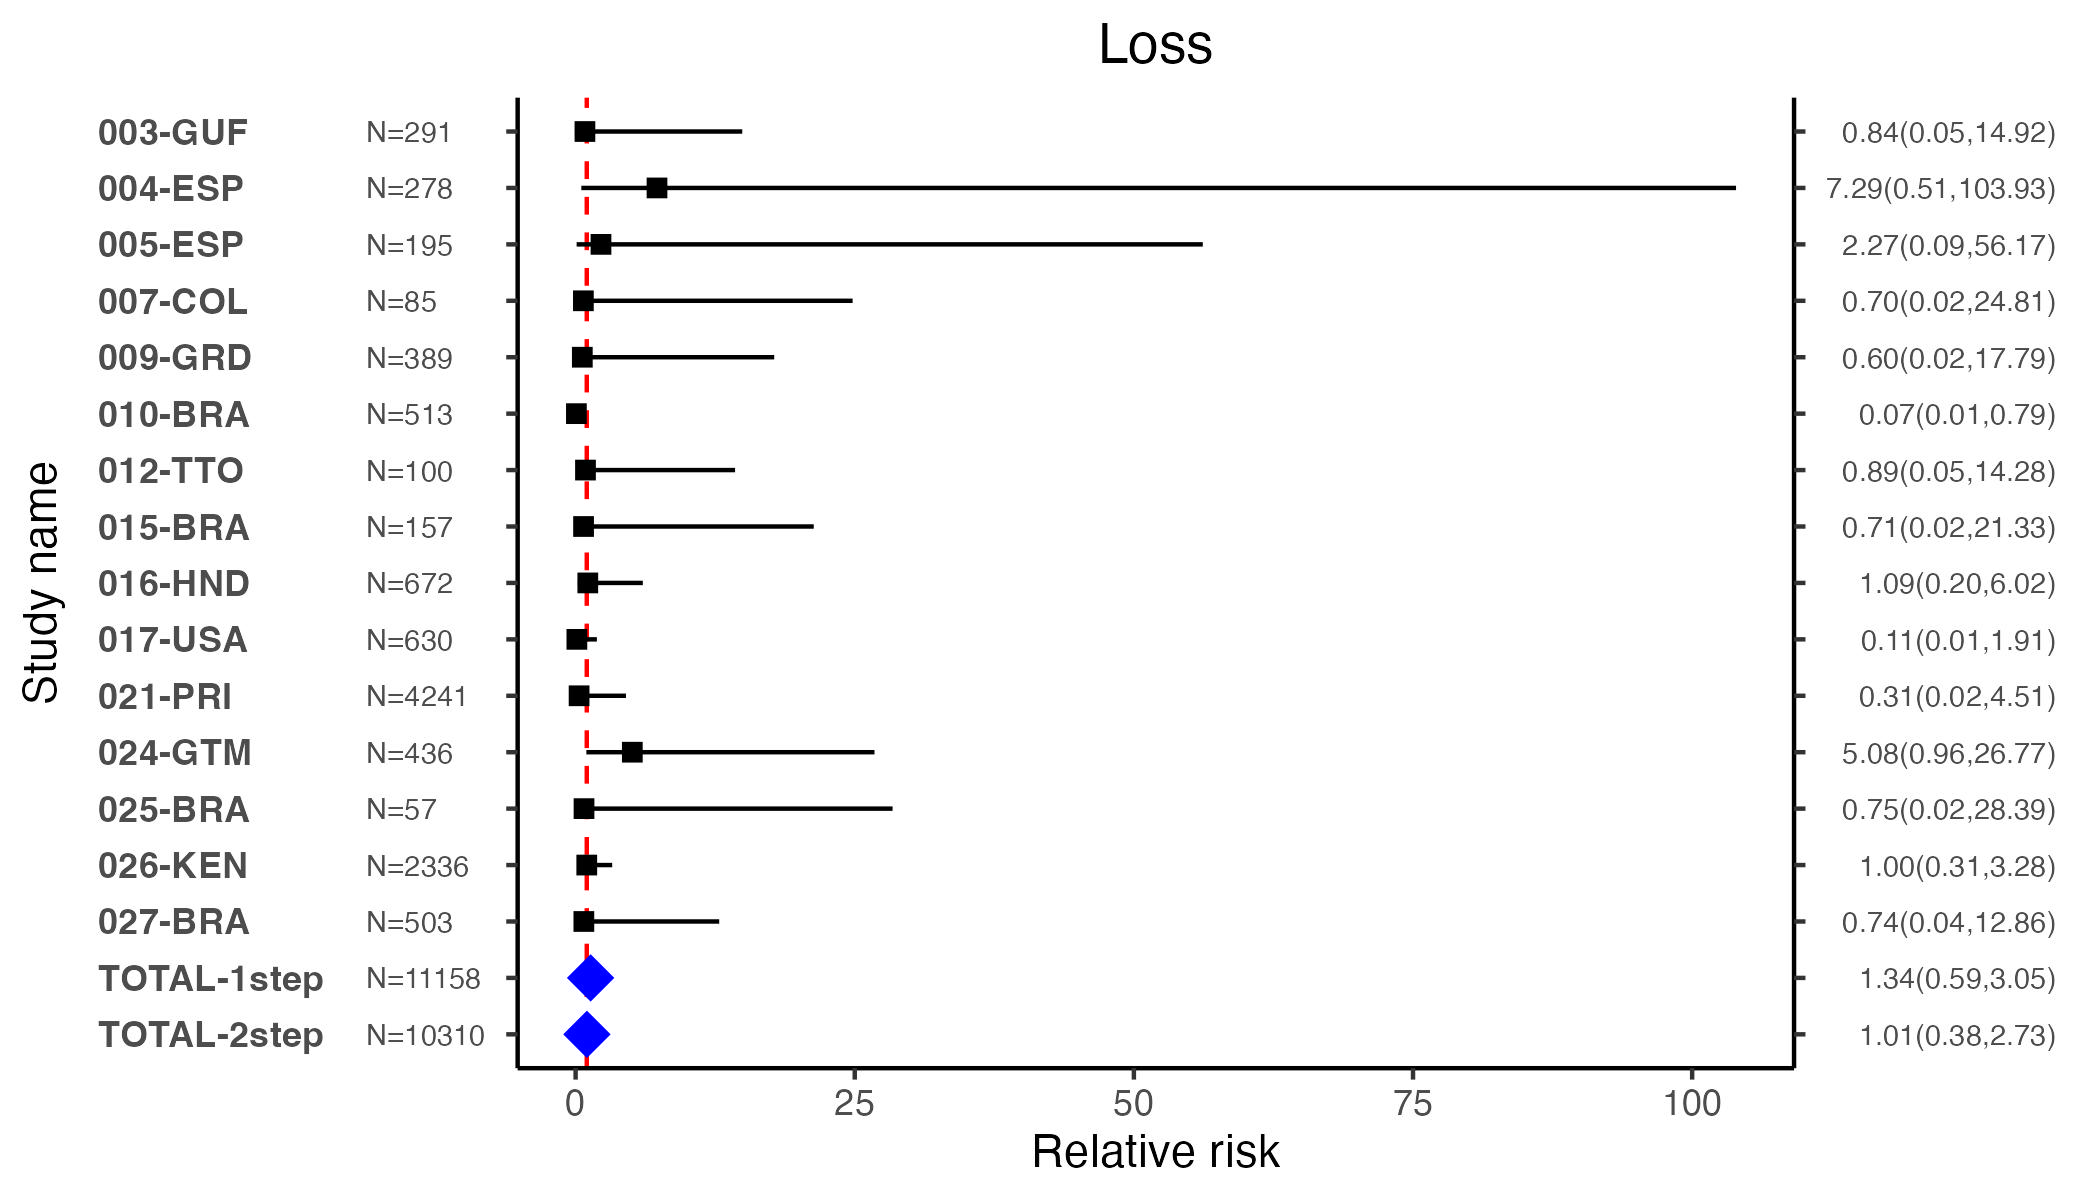 Loss
Study name
003-GUF N=291 0.84(0.05,14.92)
004-ESP N=278 7.29(0.51,103.93)
005-ESP N=195 2.27(0.09,56.17)
007-COL N=85 0.70(0.02,24.81)
009-GRD N=389 0.60(0.02,17.79)
010-BRA N=513 0.07(0.01,0.79)
012-TTO N=100 0.89(0.05,14.28)
015-BRA N=157 0.71(0.02,21.33)
016-HND N=672 1.09(0.20,6.02)
017-USA N=630 0.11(0.01,1.91)
021-PRI N=4241 0.31(0.02,4.51)
024-GTM N=436 5.08(0.96,26.77)
025-BRA N=57 0.75(0.02,28.39)
026-KEN N=2336 1.00(0.31,3.28)
027-BRA N=503 0.74(0.04,12.86)
TOTAL-1step N=11158 1.34(0.59,3.05)
TOTAL-2step N=10310 1.01(0.38,2.73)
0 25 50 75 100
Relative risk